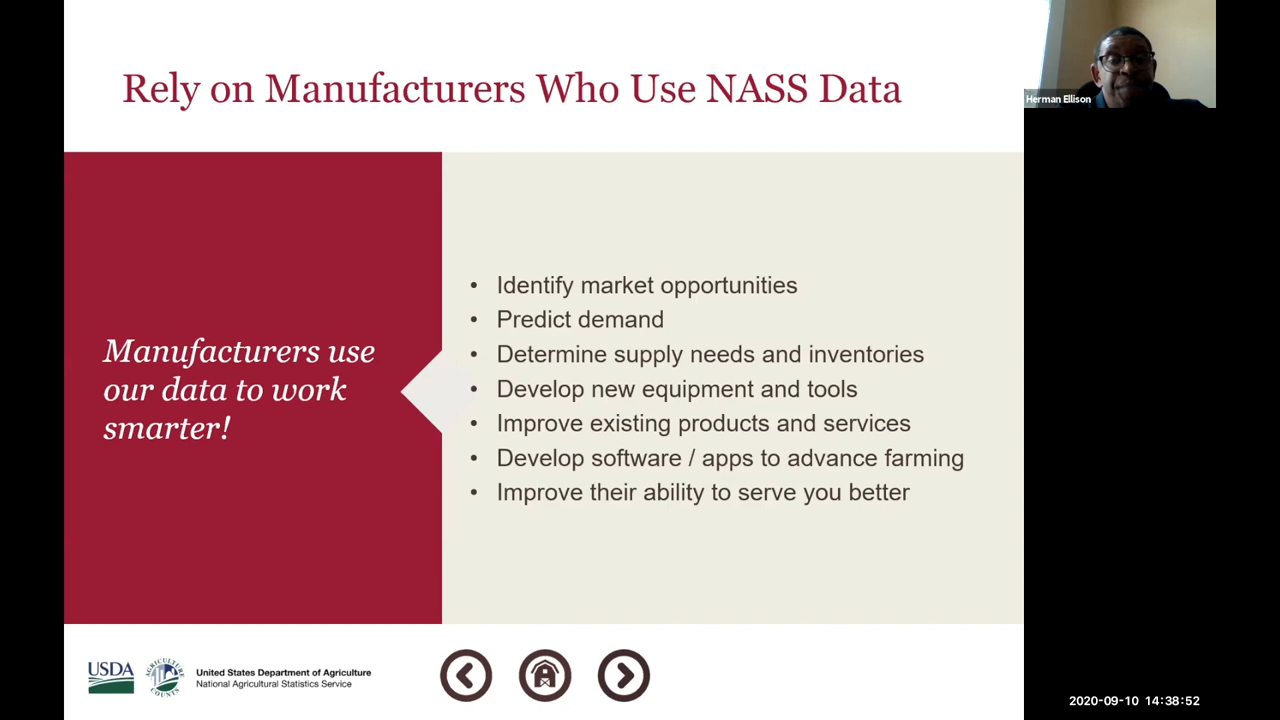 Rely on Manufacturers Who Use NASS Data
Herman Ellison
Manufacturers use
our data to work
smarter!
• Identify market opportunities
• Predict demand
• Determine supply needs and inventories
• Develop new equipment and tools
• Improve existing products and services
• Develop software / apps to advance farming
• Improve their ability to serve you better
USDA
AGRICULTURE
COUNTS
United States Department of Agriculture
National Agricultural Statistics Service
2020-09-10 14:38:52